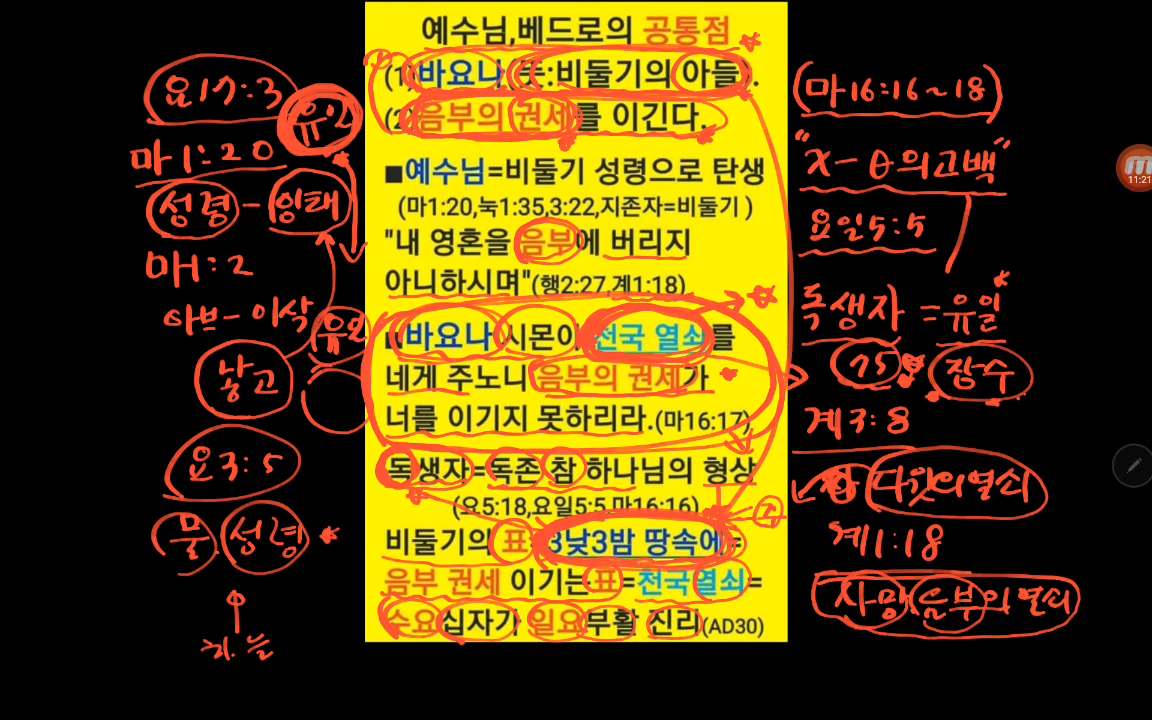 예수님,베드로의 공통점
(1)바요나(뜻:비둘기의 아들).
(2)음부의 권세를 이긴다.
■예수님=비둘기 성령으로 탄생
(마1:20,눅1:35,3:22,지존자=비둘기 )
"내 영혼을 음부에 버리지
아니하시며"(행2:27,계1:18)
■바요나 시몬이 천국 열쇠를
네게 주노니 음부의 권세가
너를 이기지 못하리라.(마16:17)
독생자=독존 참 하나님의 형상
(요5:18,요일5:5,마16:16)
비둘기의 표=3낮3밤 땅속에=
음부 권세 이기는 표=천국열쇠=
수요 십자가 일요 부활 진리(AD30)
요17:3
유일
마1:20
성령-잉태
마1:2
아브-이삭
유일
낳고
요3:5
물.성령
하.늘
(마16:16~18)
요일5:5
독생자=유일
장수
계3:8
다윗의열쇠
계1:18
사망(음부의 열쇠
11:21